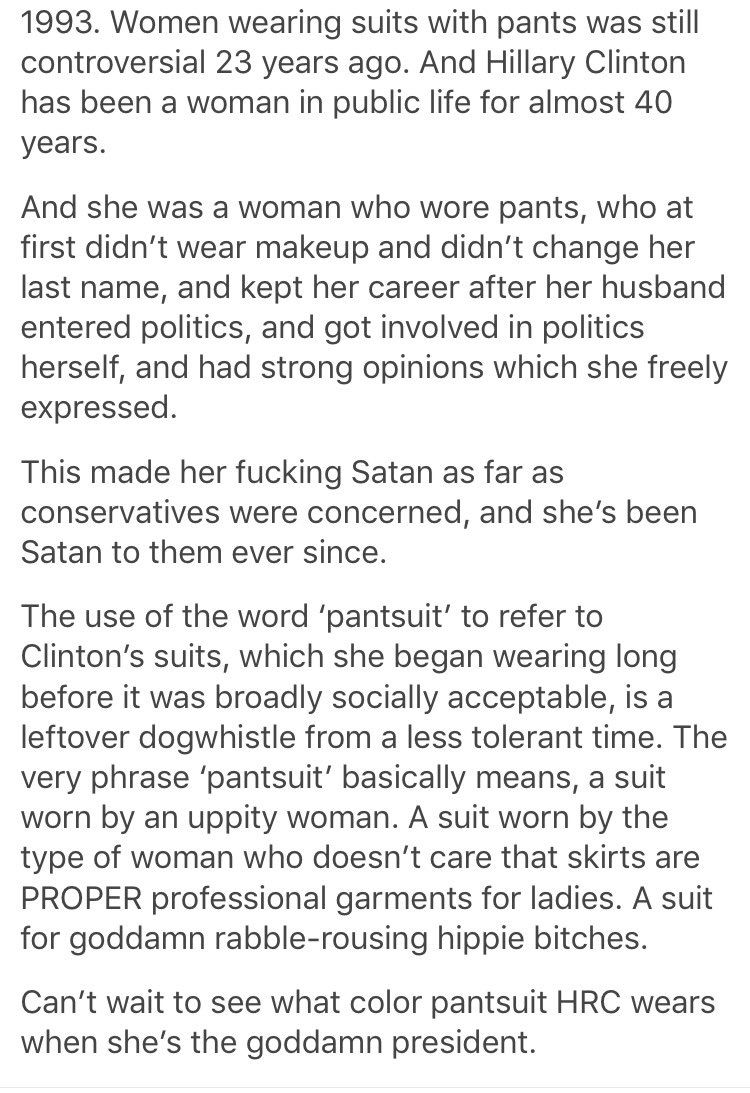 1993. Women wearing suits with pants was still
controversial 23 years ago. And Hillary Clinton
has been a woman in public life for almost 40
years.
And she was a woman who wore pants, who at
first didn’t wear makeup and didn’t change her
last name, and kept her career after her husband
entered politics, and got involved in politics
herself, and had strong opinions which she freely
expressed.
This made her fucking Satan as far as
conservatives were concerned, and she’s been
Satan to them ever since.
The use of the word ‘pantsuit’ to refer to
Clinton’s suits, which she began wearing long
before it was broadly socially acceptable, is a
leftover dogwhistle from a less tolerant time. The
very phrase ‘pantsuit’ basically means, a suit
worn by an uppity woman. A suit worn by the
type of woman who doesn’t care that skirts are
PROPER professional garments for ladies. A suit
for goddamn rabble-rousing hippie bitches.
Can’t wait to see what color pantsuit HRC wears
when she’s the goddamn president.